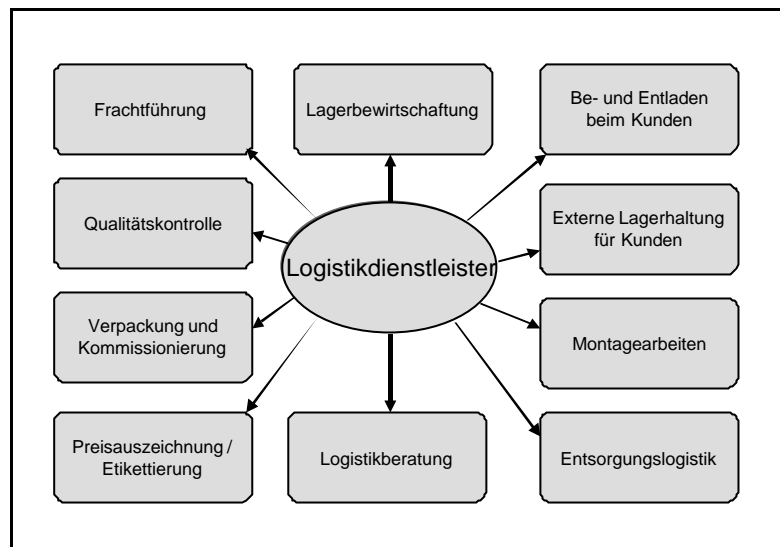 Frachtführung
Lagerbewirtschaftung
Be- und Entladen
beim Kunden
Qualitätskontrolle
Logistikdienstleister
Externe Lagerhaltung
für Kunden
Verpackung und
Kommissionierung
Montagearbeiten
Preisauszeichnung /
Etikettierung
Logistikberatung
Entsorgungslogistik